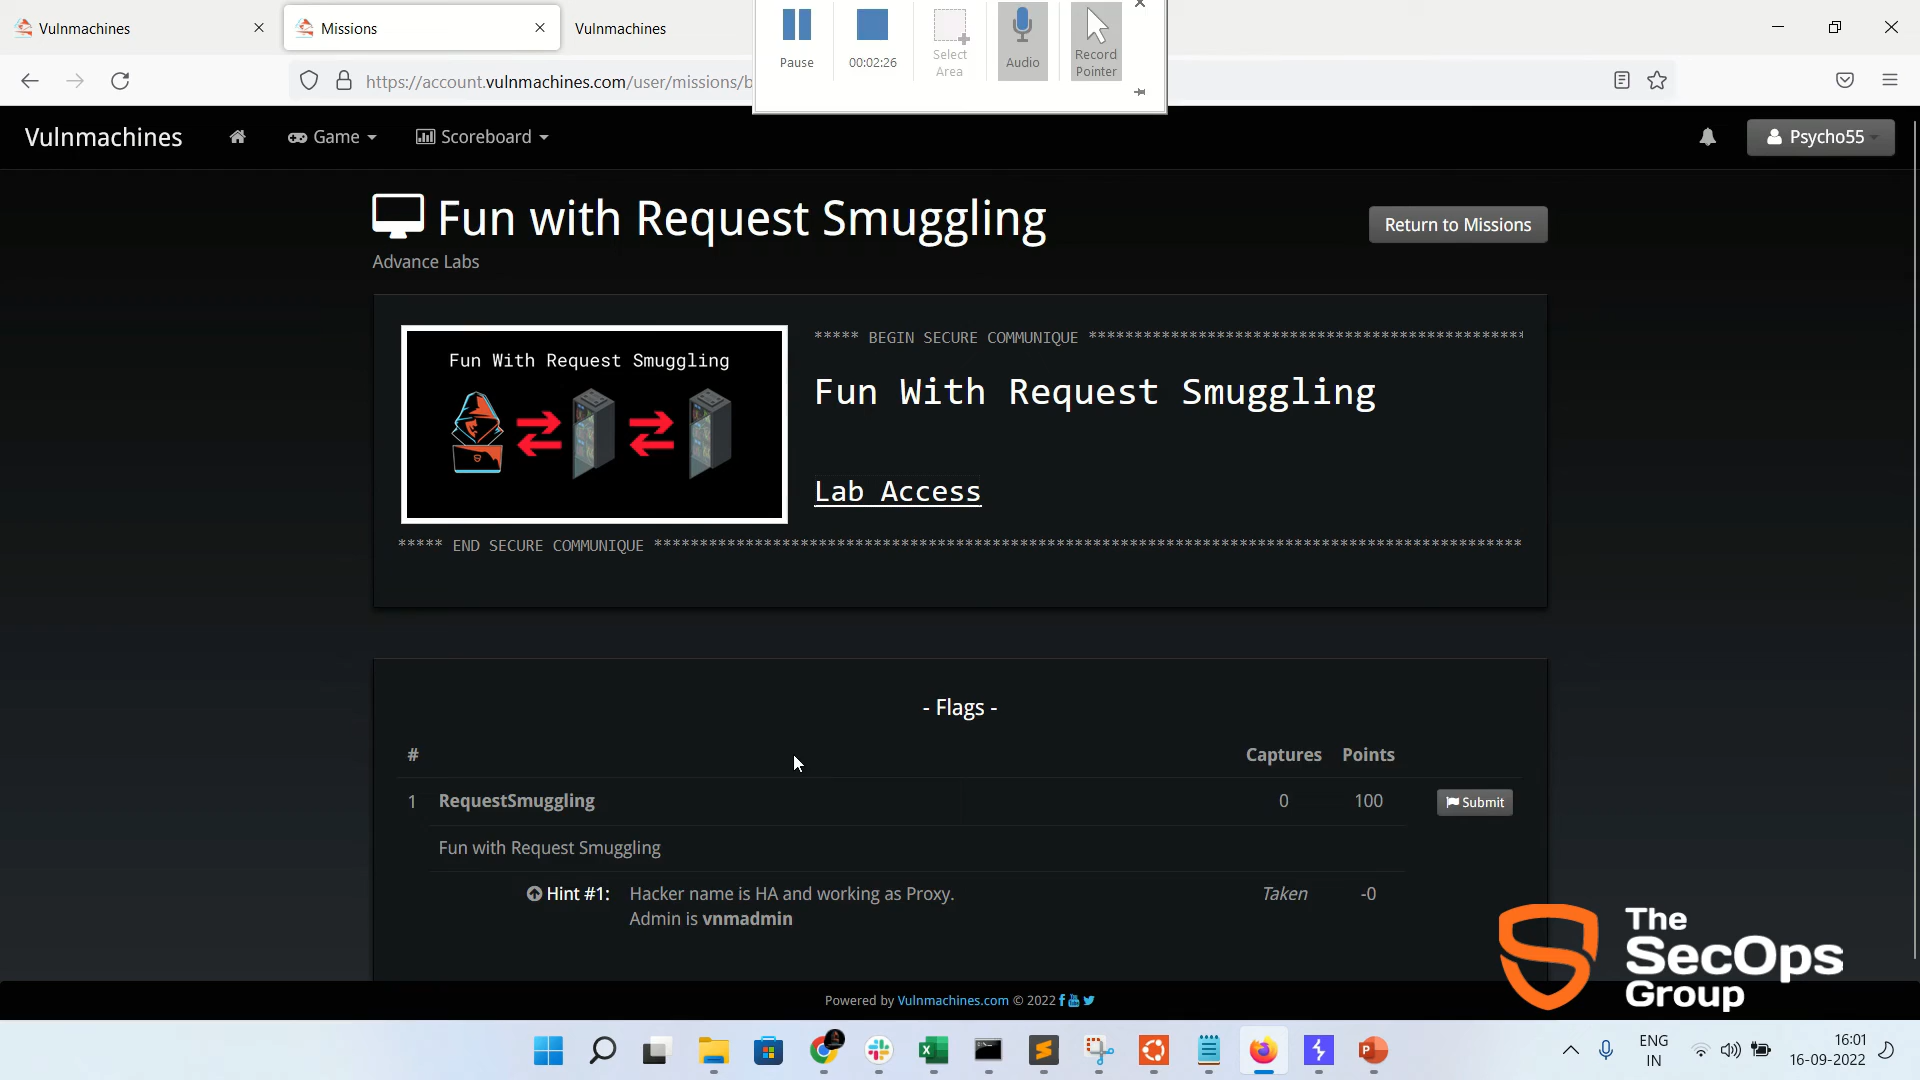 Vulnmachines
Missions
Vulnmachines
Pause
00:02:26
Select
Area
Audio
Record
Pointer
https://account.vulnmachines.com/user/missions/b
Vulnmachines
Game
Scoreboard
Psycho55
Fun with Request Smuggling
Return to Missions
Advance Labs
Fun With Request Smuggling
***** BEGIN SECURE COMMUNIQUE ************************************************
Fun With Request Smuggling
Lab Access
***** END SECURE COMMUNIQUE ***********************************************************************************************
- Flags -
# Captures Points
1 RequestSmuggling 0 100 Submit
Fun with Request Smuggling
Hint #1: Hacker name is HA and working as Proxy. Taken -0
Admin is vnmadmin
The
SecOps
Group
Powered by Vulnmachines.com © 2022
ENG
IN
16:01
16-09-2022